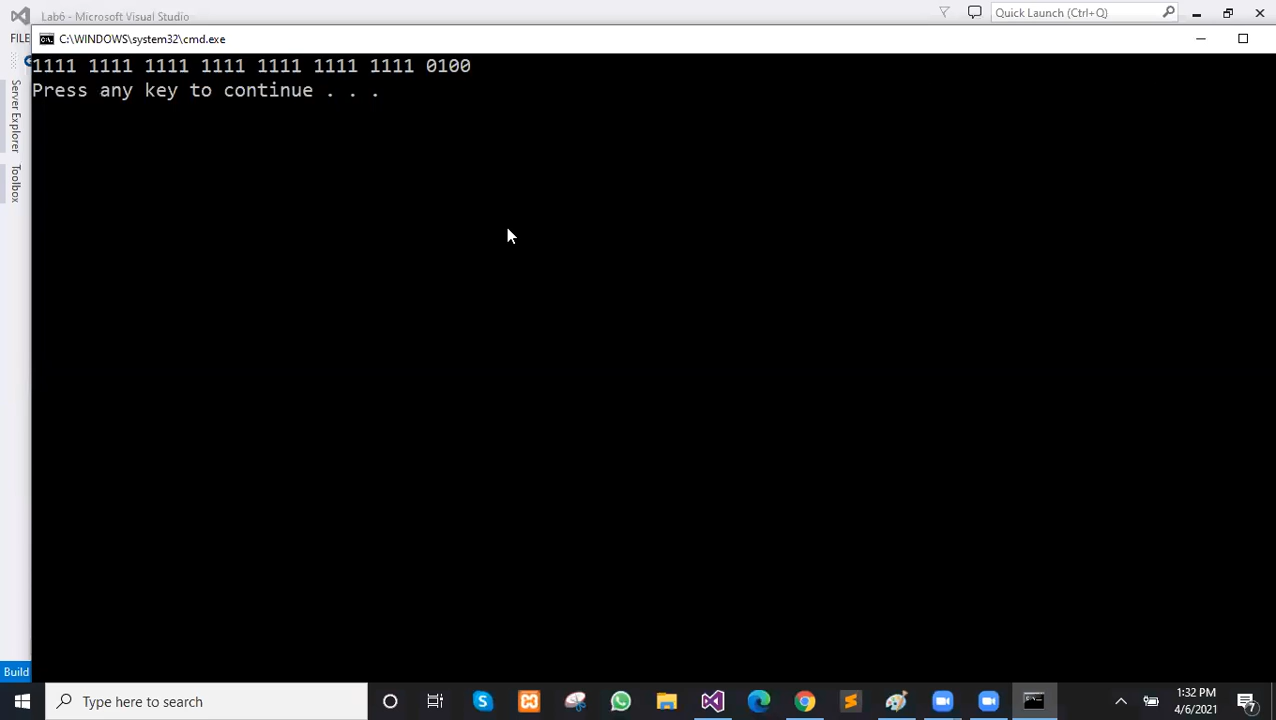 Lab6 - Microsoft Visual Studio
Quick Launch (Ctrl+Q)
FILE
C:\WINDOWS\system32\cmd.exe
1111 1111 1111 1111 1111 1111 1111 0100
Press any key to continue . . .
Server Explorer
Toolbox
Build
Type here to search
1:32 PM
4/6/2021
7